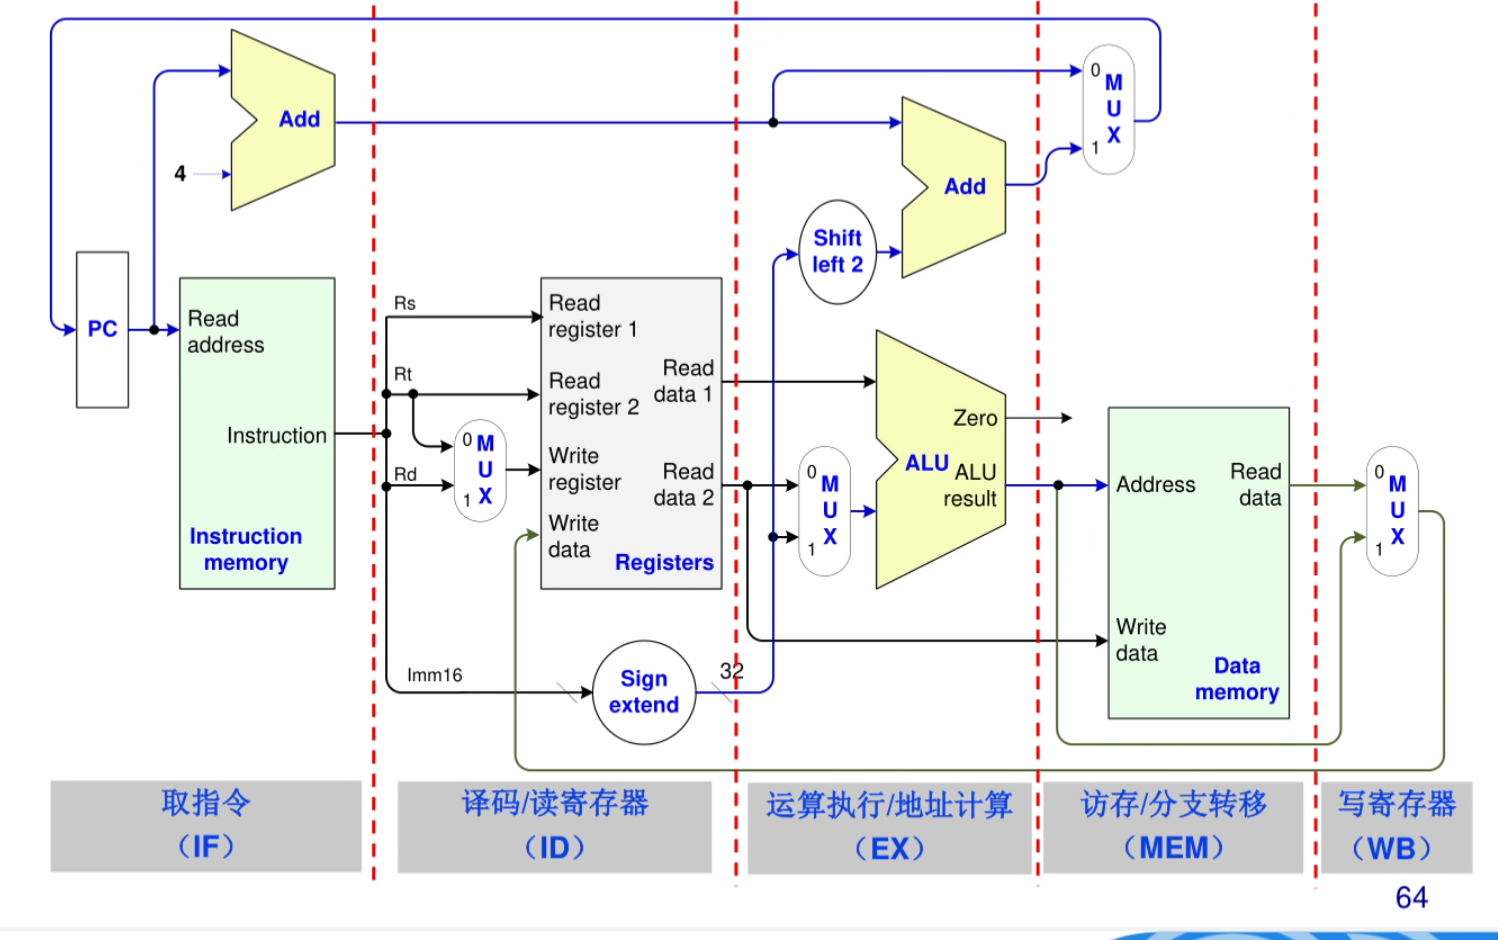 Add
4
PC
Read
address
Instruction
Instruction
memory
Rs
Rt
Rd
Imm16
0
M
U
X
1
Read
register 1
Read
register 2
Write
register
Write
data
Read
data 1
Read
data 2
Registers
Sign
extend
32
Shift
left 2
Add
0
M
U
X
1
0
M
U
X
1
ALU
Zero
ALU
result
Address
Read
data
Write
data
Data
memory
0
M
U
X
1
取指令
（IF）
译码/读寄存器
（ID）
运算执行/地址计算
（EX）
访存/分支转移
（MEM）
写寄存器
（WB）
64